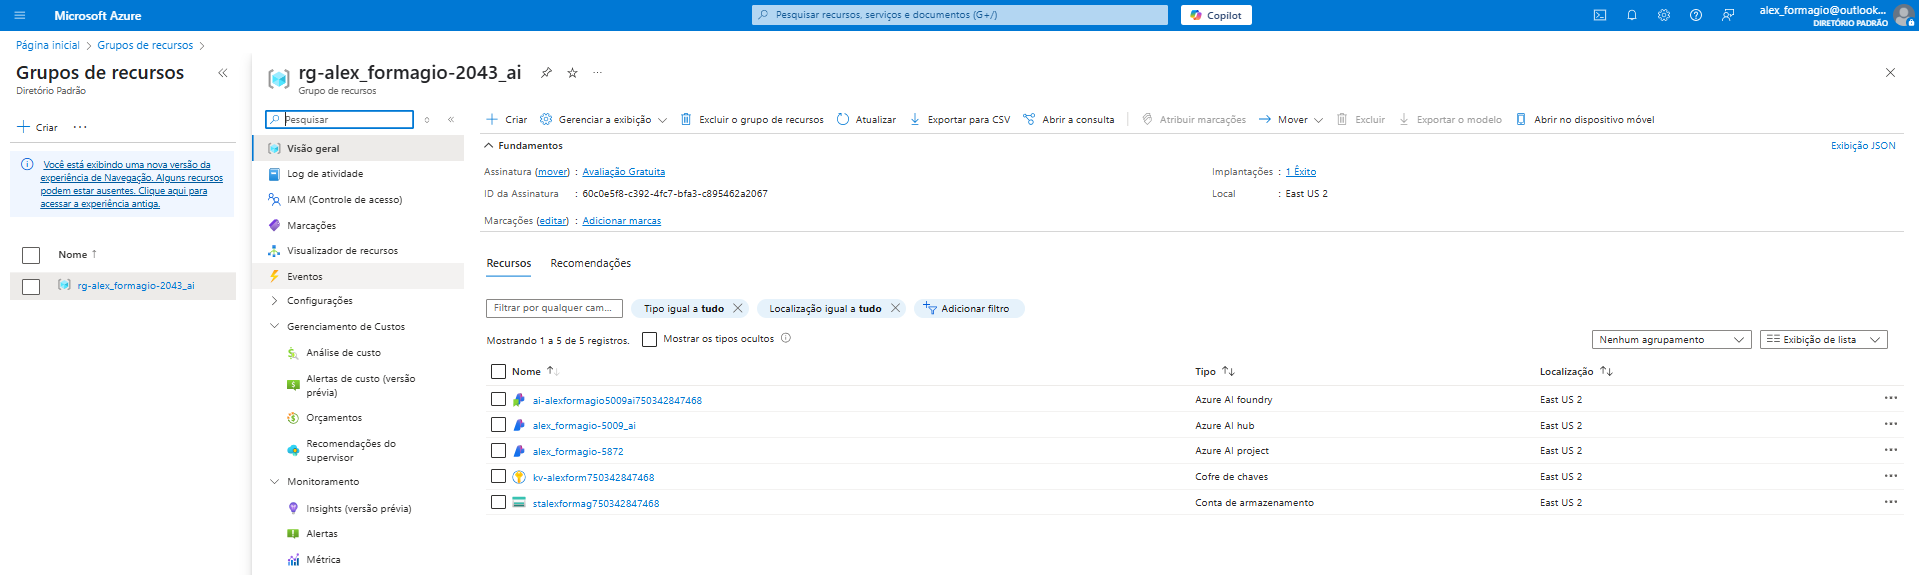 Microsoft Azure
Pesquisar recursos, serviços e documentos (G+/)
Copilot
alex_formagio@outlook...
DIRETÓRIO PADRÃO
Página inicial > Grupos de recursos >
Grupos de recursos
Diretório Padrão
Criar
Você está exibindo uma nova versão da
experiência de Navegação. Alguns recursos
podem estar ausentes. Clique aqui para
acessar a experiência antiga.
Nome
rg-alex_formagio-2043_ai
rg-alex_formagio-2043_ai
Grupo de recursos
Pesquisar
Visão geral
Log de atividade
IAM (Controle de acesso)
Marcações
Visualizador de recursos
Eventos
Configurações
Gerenciamento de Custos
Análise de custo
Alertas de custo (versão
prévia)
Orçamentos
Recomendações do
supervisor
Monitoramento
Insights (versão prévia)
Alertas
Métrica
Criar Gerenciar a exibição Excluir o grupo de recursos Atualizar Exportar para CSV Abrir a consulta Atribuir marcações Mover Excluir Exportar o modelo Abrir no dispositivo móvel
Fundamentos
Exibição JSON
Assinatura (mover) : Avaliação Gratuita
ID da Assinatura : 60c0e5f8-c392-4fc7-bfa3-c895462a2067
Marcações (editar) : Adicionar marcas
Implantações : 1 Êxito
Local : East US 2
Recursos Recomendações
Filtrar por qualquer cam... Tipo igual a tudo Localização igual a tudo Adicionar filtro
Mostrando 1 a 5 de 5 registros. Mostrar os tipos ocultos
Nenhum agrupamento Exibição de lista
Nome Tipo Localização
ai-alexformagio5009ai750342847468 Azure AI foundry East US 2
alex_formagio-5009_ai Azure AI hub East US 2
alex_formagio-5872 Azure AI project East US 2
kv-alexform750342847468 Cofre de chaves East US 2
stalexformag750342847468 Conta de armazenamento East US 2